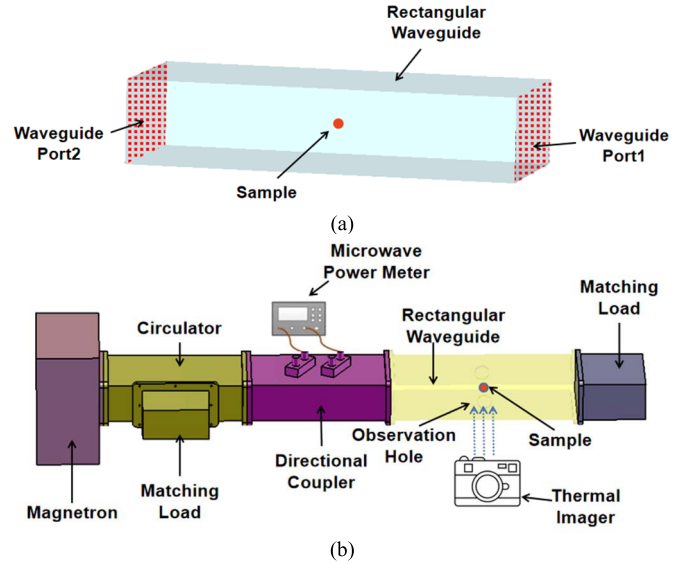 Rectangular
Waveguide
Waveguide
Port2
Waveguide
Port1
Sample
(a)
Microwave
Power Meter
Matching
Load
Circulator
Rectangular
Waveguide
Observation
Hole
Sample
Directional
Coupler
Matching
Load
Magnetron
Thermal
Imager
(b)